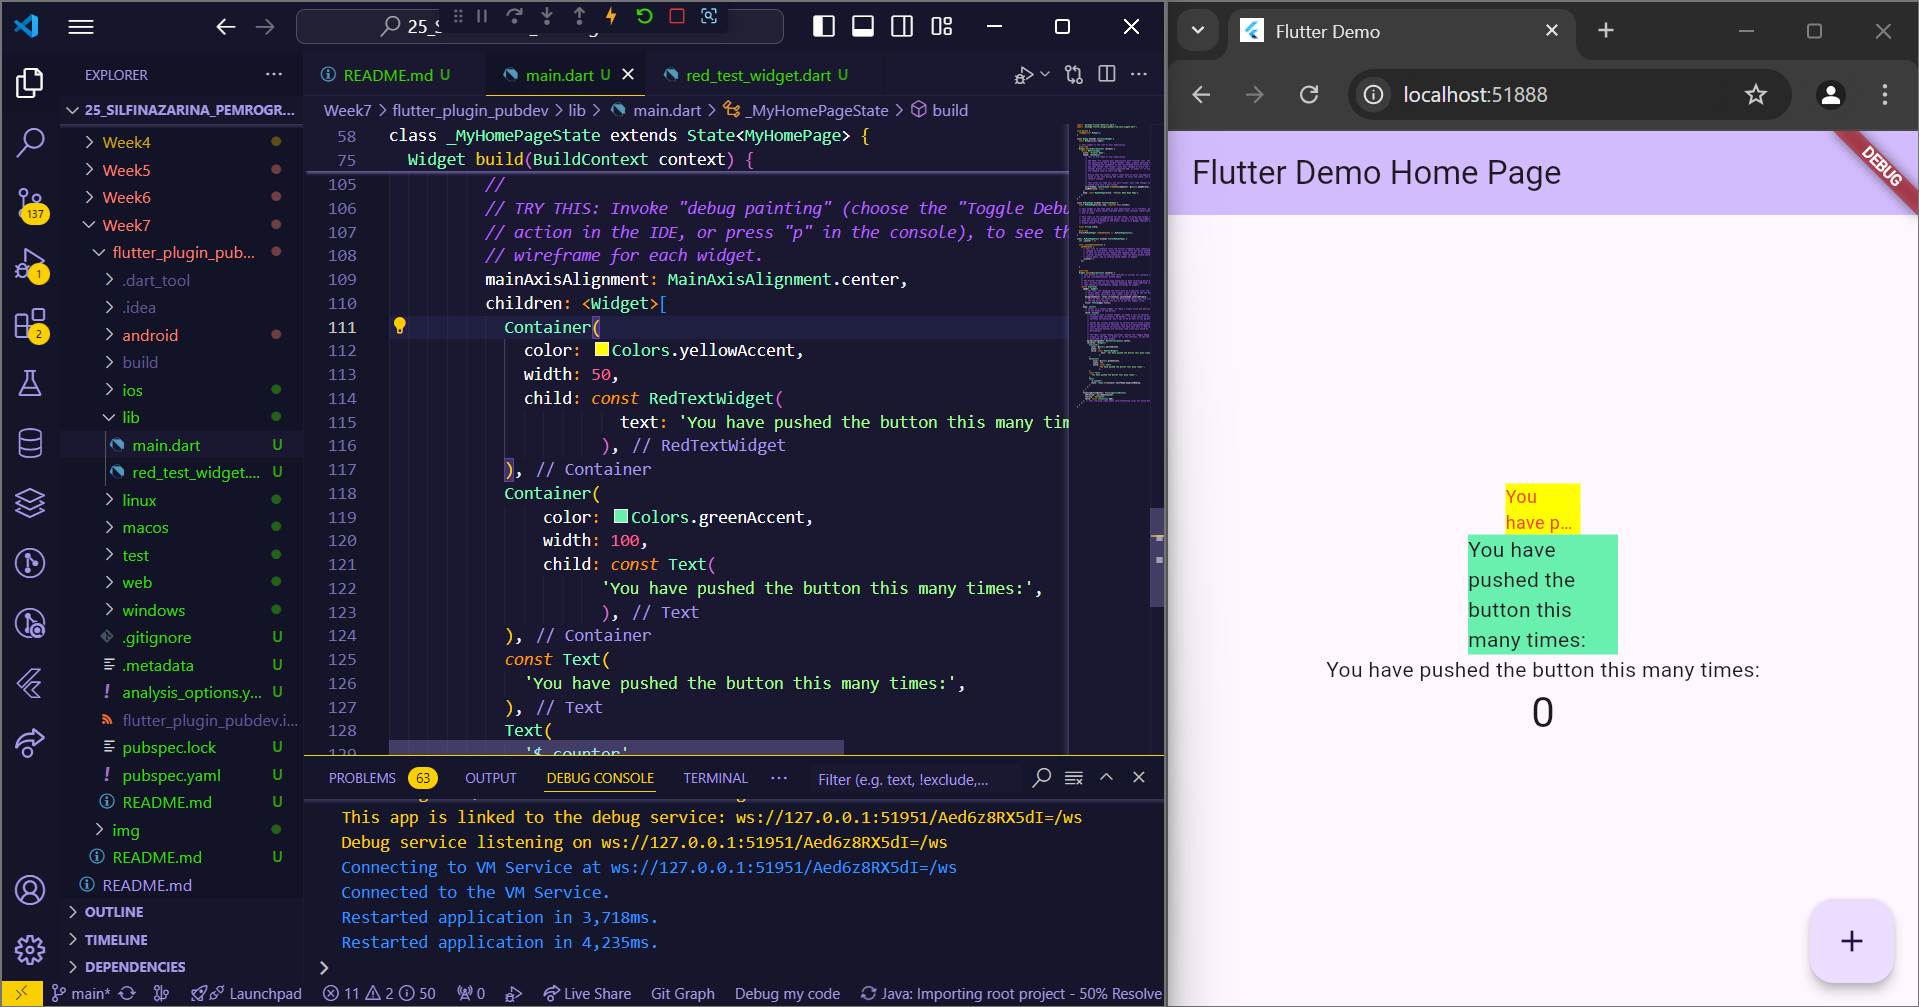 25_S
EXPLORER
25_SILFINAZARINA_PEMROGR...
Week4
Week5
Week6
Week7
flutter_plugin_pub...
.dart_tool
.idea
android
build
ios
lib
main.dart U
red_test_widget.... U
linux
macos
test
web
windows
.gitignore U
.metadata U
analysis_options.y... U
flutter_plugin_pubdev.i...
pubspec.lock U
pubspec.yaml U
README.md U
img
README.md U
README.md
OUTLINE
TIMELINE
DEPENDENCIES
137
1
2
README.md U
main.dart U
red_test_widget.dart U
Week7 > flutter_plugin_pubdev > lib > main.dart > _MyHomePageState > build
58 class _MyHomePageState extends State<MyHomePage> {
75 Widget build(BuildContext context) {
105 //
106 // TRY THIS: Invoke "debug painting" (choose the "Toggle Debu
107 // action in the IDE, or press "p" in the console), to see th
108 // wireframe for each widget.
109 mainAxisAlignment: MainAxisAlignment.center,
110 children: <Widget>[
111 Container(
112 color: Colors.yellowAccent,
113 width: 50,
114 child: const RedTextWidget(
115 text: 'You have pushed the button this many tim
116 ), // RedTextWidget
117 ), // Container
118 Container(
119 color: Colors.greenAccent,
120 width: 100,
121 child: const Text(
122 'You have pushed the button this many times:',
123 ), // Text
124 ), // Container
125 const Text(
126 'You have pushed the button this many times:',
127 ), // Text
128 Text(
129 '$_counter'
PROBLEMS 63 OUTPUT DEBUG CONSOLE TERMINAL ... Filter (e.g. text, !exclude,...
This app is linked to the debug service: ws://127.0.0.1:51951/Aed6z8RX5dI=/ws
Debug service listening on ws://127.0.0.1:51951/Aed6z8RX5dI=/ws
Connecting to VM Service at ws://127.0.0.1:51951/Aed6z8RX5dI=/ws
Connected to the VM Service.
Restarted application in 3,718ms.
Restarted application in 4,235ms.
>
main* Launchpad 11 2 50 0 Live Share Git Graph Debug my code Java: Importing root project - 50% Resolve
Flutter Demo
localhost:51888
Flutter Demo Home Page
DEBUG
You
have p...
You have
pushed the
button this
many times:
You have pushed the button this many times:
0
+